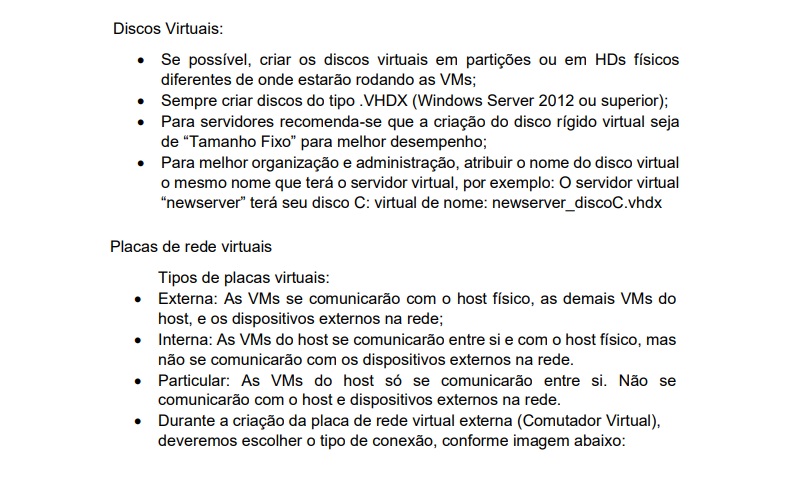 Discos Virtuais:
• Se possível, criar os discos virtuais em partições ou em HDs físicos
diferentes de onde estarão rodando as VMs;
• Sempre criar discos do tipo .VHDX (Windows Server 2012 ou superior);
• Para servidores recomenda-se que a criação do disco rígido virtual seja
de “Tamanho Fixo” para melhor desempenho;
• Para melhor organização e administração, atribuir o nome do disco virtual
o mesmo nome que terá o servidor virtual, por exemplo: O servidor virtual
“newserver” terá seu disco C: virtual de nome: newserver_discoC.vhdx
Placas de rede virtuais
Tipos de placas virtuais:
• Externa: As VMs se comunicarão com o host físico, as demais VMs do
host, e os dispositivos externos na rede;
• Interna: As VMs do host se comunicarão entre si e com o host físico, mas
não se comunicarão com os dispositivos externos na rede.
• Particular: As VMs do host só se comunicarão entre si. Não se
comunicarão com o host e dispositivos externos na rede.
• Durante a criação da placa de rede virtual externa (Comutador Virtual),
deveremos escolher o tipo de conexão, conforme imagem abaixo: